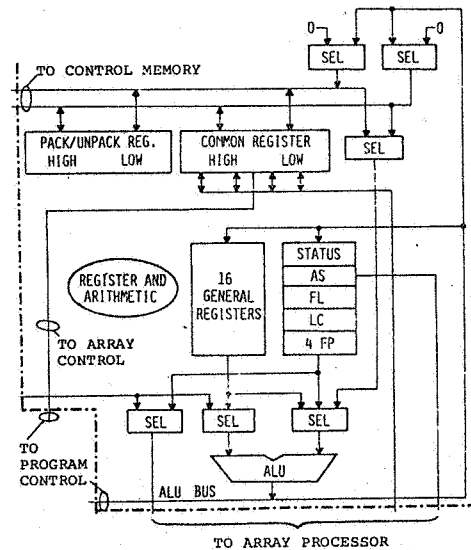 0 0
SEL SEL
TO CONTROL MEMORY
PACK/UNPACK REG.
HIGH LOW
COMMON REGISTER
HIGH LOW
SEL
REGISTER AND
ARITHMETIC
16
GENERAL
REGISTERS
STATUS
AS
FL
LC
4 FP
TO ARRAY
CONTROL
SEL SEL SEL
TO
PROGRAM
CONTROL
ALU
ALU BUS
TO ARRAY PROCESSOR